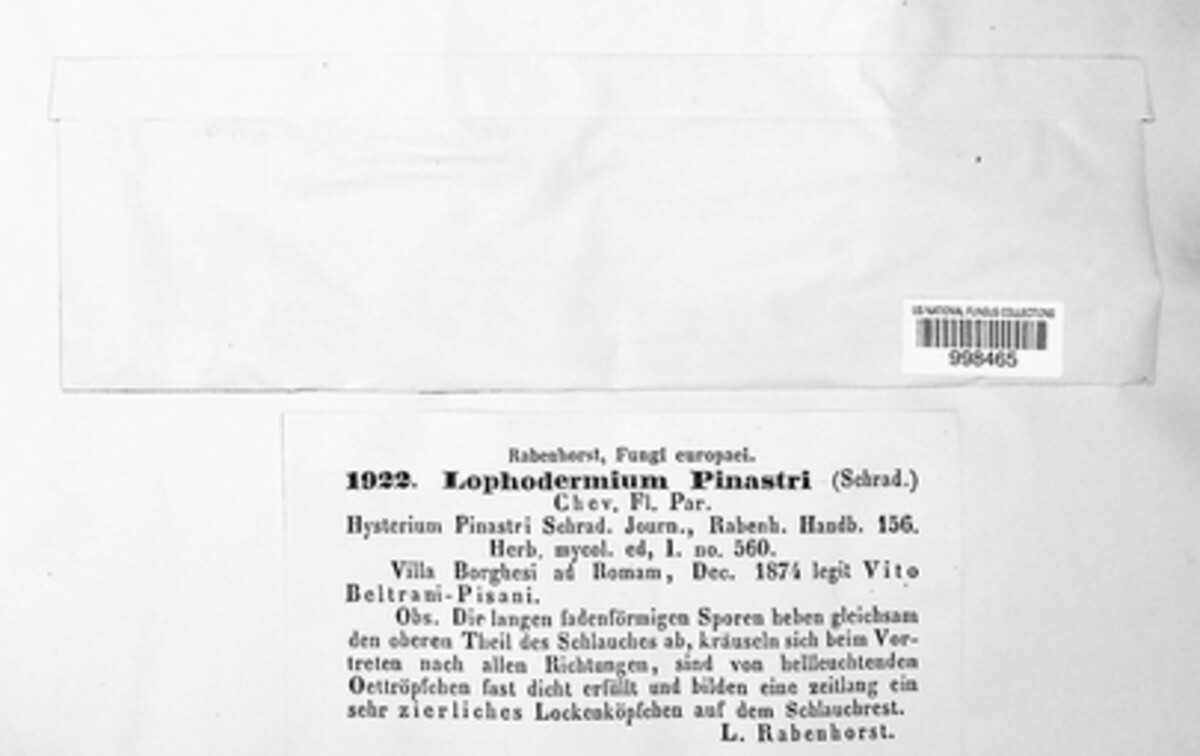 US NATIONAL FUNGUS COLLECTIONS
998465
Rabenhorst, Fungi europaei.
1922. Lophodermium Pinastri (Schrad.)
Chev. Fl. Par.
Hysterium Pinastri Schrad. Journ., Rabenh. Handb. 156.
Herb. mycol. ed, I. no. 560.
Villa Borghesi ad Romam, Dec. 1874 legit Vito
Beltrani-Pisani.
Obs. Die langen fadenförmigen Sporen heben gleichsam
den oberen Theil des Schlauches ab, kräuseln sich beim Vor-
treten nach allen Richtungen, sind von hellleuchtenden
Oeltröpfchen fast dicht erfüllt und bilden eine zeitlang ein
sehr zierliches Lockenköpfchen auf dem Schlauchrest.
L. Rabenhorst.